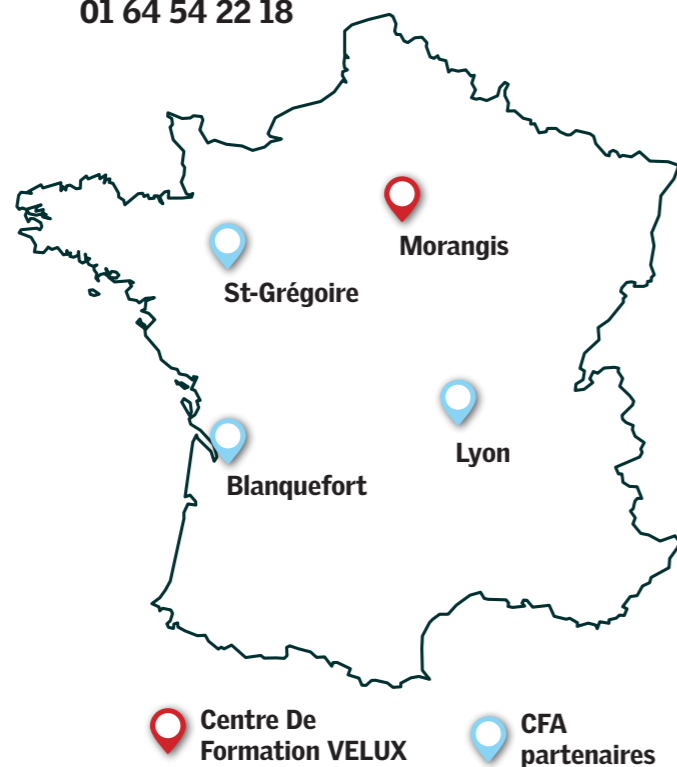 01 64 54 22 18
Morangis
St-Grégoire
Lyon
Blanquefort
Centre De
Formation VELUX
CFA
partenaires